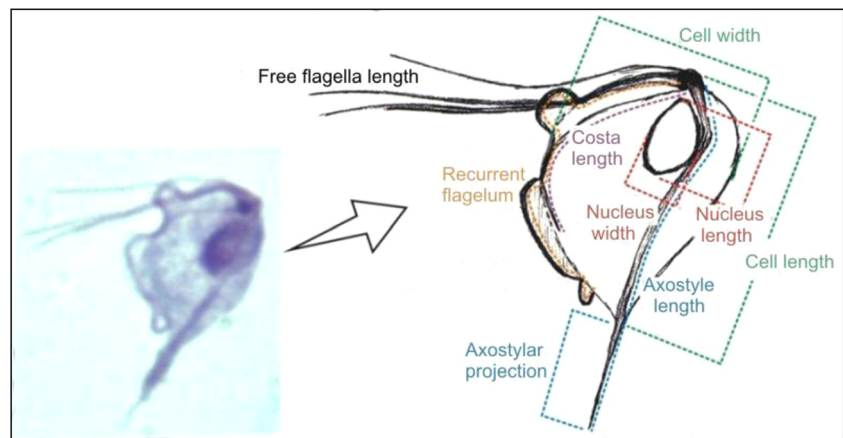 Cell width
Free flagella length
Costa
length
Recurrent
flagelum
Nucleus
width
Nucleus
length
Cell length
Axostyle
length
Axostylar
projection